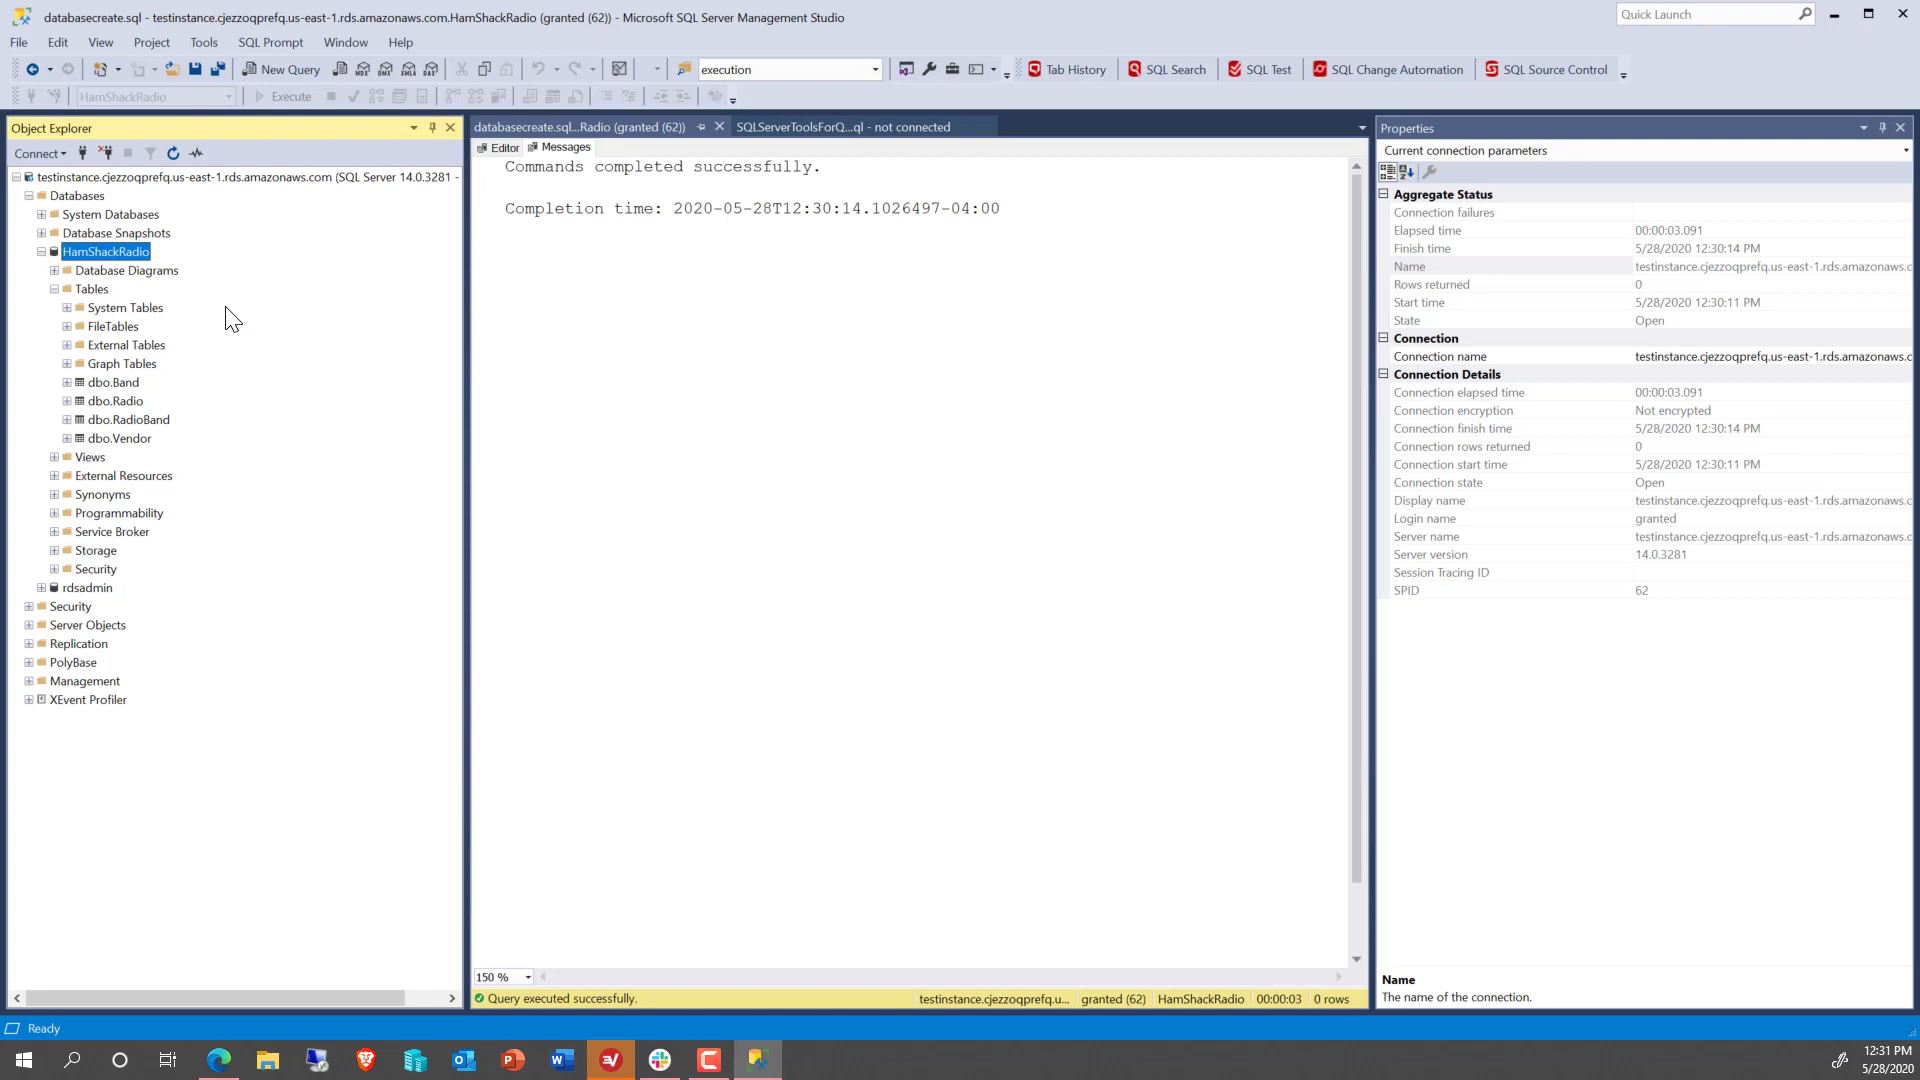 databasecreate.sql - testinstance.cjezzoqprefq.us-east-1.rds.amazonaws.com.HamShackRadio (granted (62)) - Microsoft SQL Server Management Studio
Quick Launch
File Edit View Project Tools SQL Prompt Window Help
New Query
MDX DMX XMLA DAX
execution
Tab History
SQL Search
SQL Test
SQL Change Automation
SQL Source Control
HamShackRadio
Execute
Object Explorer
Connect
testinstance.cjezzoqprefq.us-east-1.rds.amazonaws.com (SQL Server 14.0.3281 -
Databases
System Databases
Database Snapshots
HamShackRadio
Database Diagrams
Tables
System Tables
FileTables
External Tables
Graph Tables
dbo.Band
dbo.Radio
dbo.RadioBand
dbo.Vendor
Views
External Resources
Synonyms
Programmability
Service Broker
Storage
Security
rdsadmin
Security
Server Objects
Replication
PolyBase
Management
XEvent Profiler
databasecreate.sql...Radio (granted (62))
SQLServerToolsForQ...ql - not connected
Editor
Messages
Commands completed successfully.
Completion time: 2020-05-28T12:30:14.1026497-04:00
150 %
Query executed successfully.
testinstance.cjezzoqprefq.u...
granted (62)
HamShackRadio
00:00:03
0 rows
Properties
Current connection parameters
Aggregate Status
Connection failures
Elapsed time 00:00:03.091
Finish time 5/28/2020 12:30:14 PM
Name testinstance.cjezzoqprefq.us-east-1.rds.amazonaws.c
Rows returned 0
Start time 5/28/2020 12:30:11 PM
State Open
Connection
Connection name testinstance.cjezzoqprefq.us-east-1.rds.amazonaws.c
Connection Details
Connection elapsed time 00:00:03.091
Connection encryption Not encrypted
Connection finish time 5/28/2020 12:30:14 PM
Connection rows returned 0
Connection start time 5/28/2020 12:30:11 PM
Connection state Open
Display name testinstance.cjezzoqprefq.us-east-1.rds.amazonaws.c
Login name granted
Server name testinstance.cjezzoqprefq.us-east-1.rds.amazonaws.c
Server version 14.0.3281
Session Tracing ID
SPID 62
Name
The name of the connection.
Ready
12:31 PM
5/28/2020